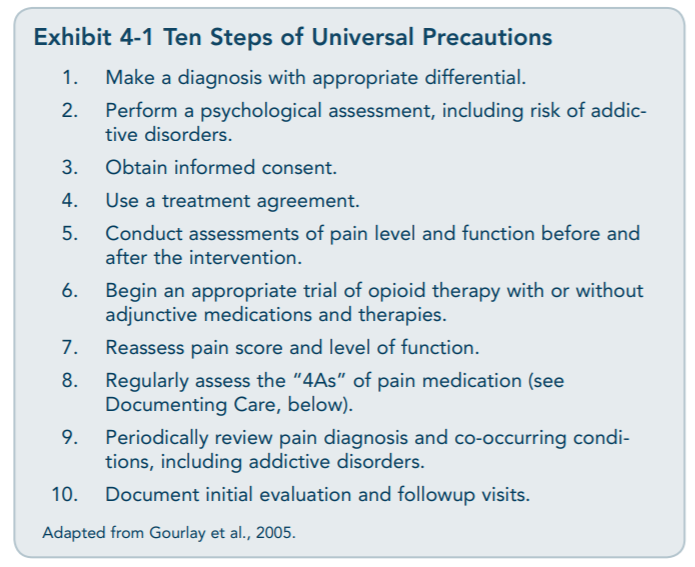 Exhibit 4-1 Ten Steps of Universal Precautions
1. Make a diagnosis with appropriate differential.
2. Perform a psychological assessment, including risk of addic-
tive disorders.
3. Obtain informed consent.
4. Use a treatment agreement.
5. Conduct assessments of pain level and function before and
after the intervention.
6. Begin an appropriate trial of opioid therapy with or without
adjunctive medications and therapies.
7. Reassess pain score and level of function.
8. Regularly assess the “4As” of pain medication (see
Documenting Care, below).
9. Periodically review pain diagnosis and co-occurring condi-
tions, including addictive disorders.
10. Document initial evaluation and followup visits.
Adapted from Gourlay et al., 2005.